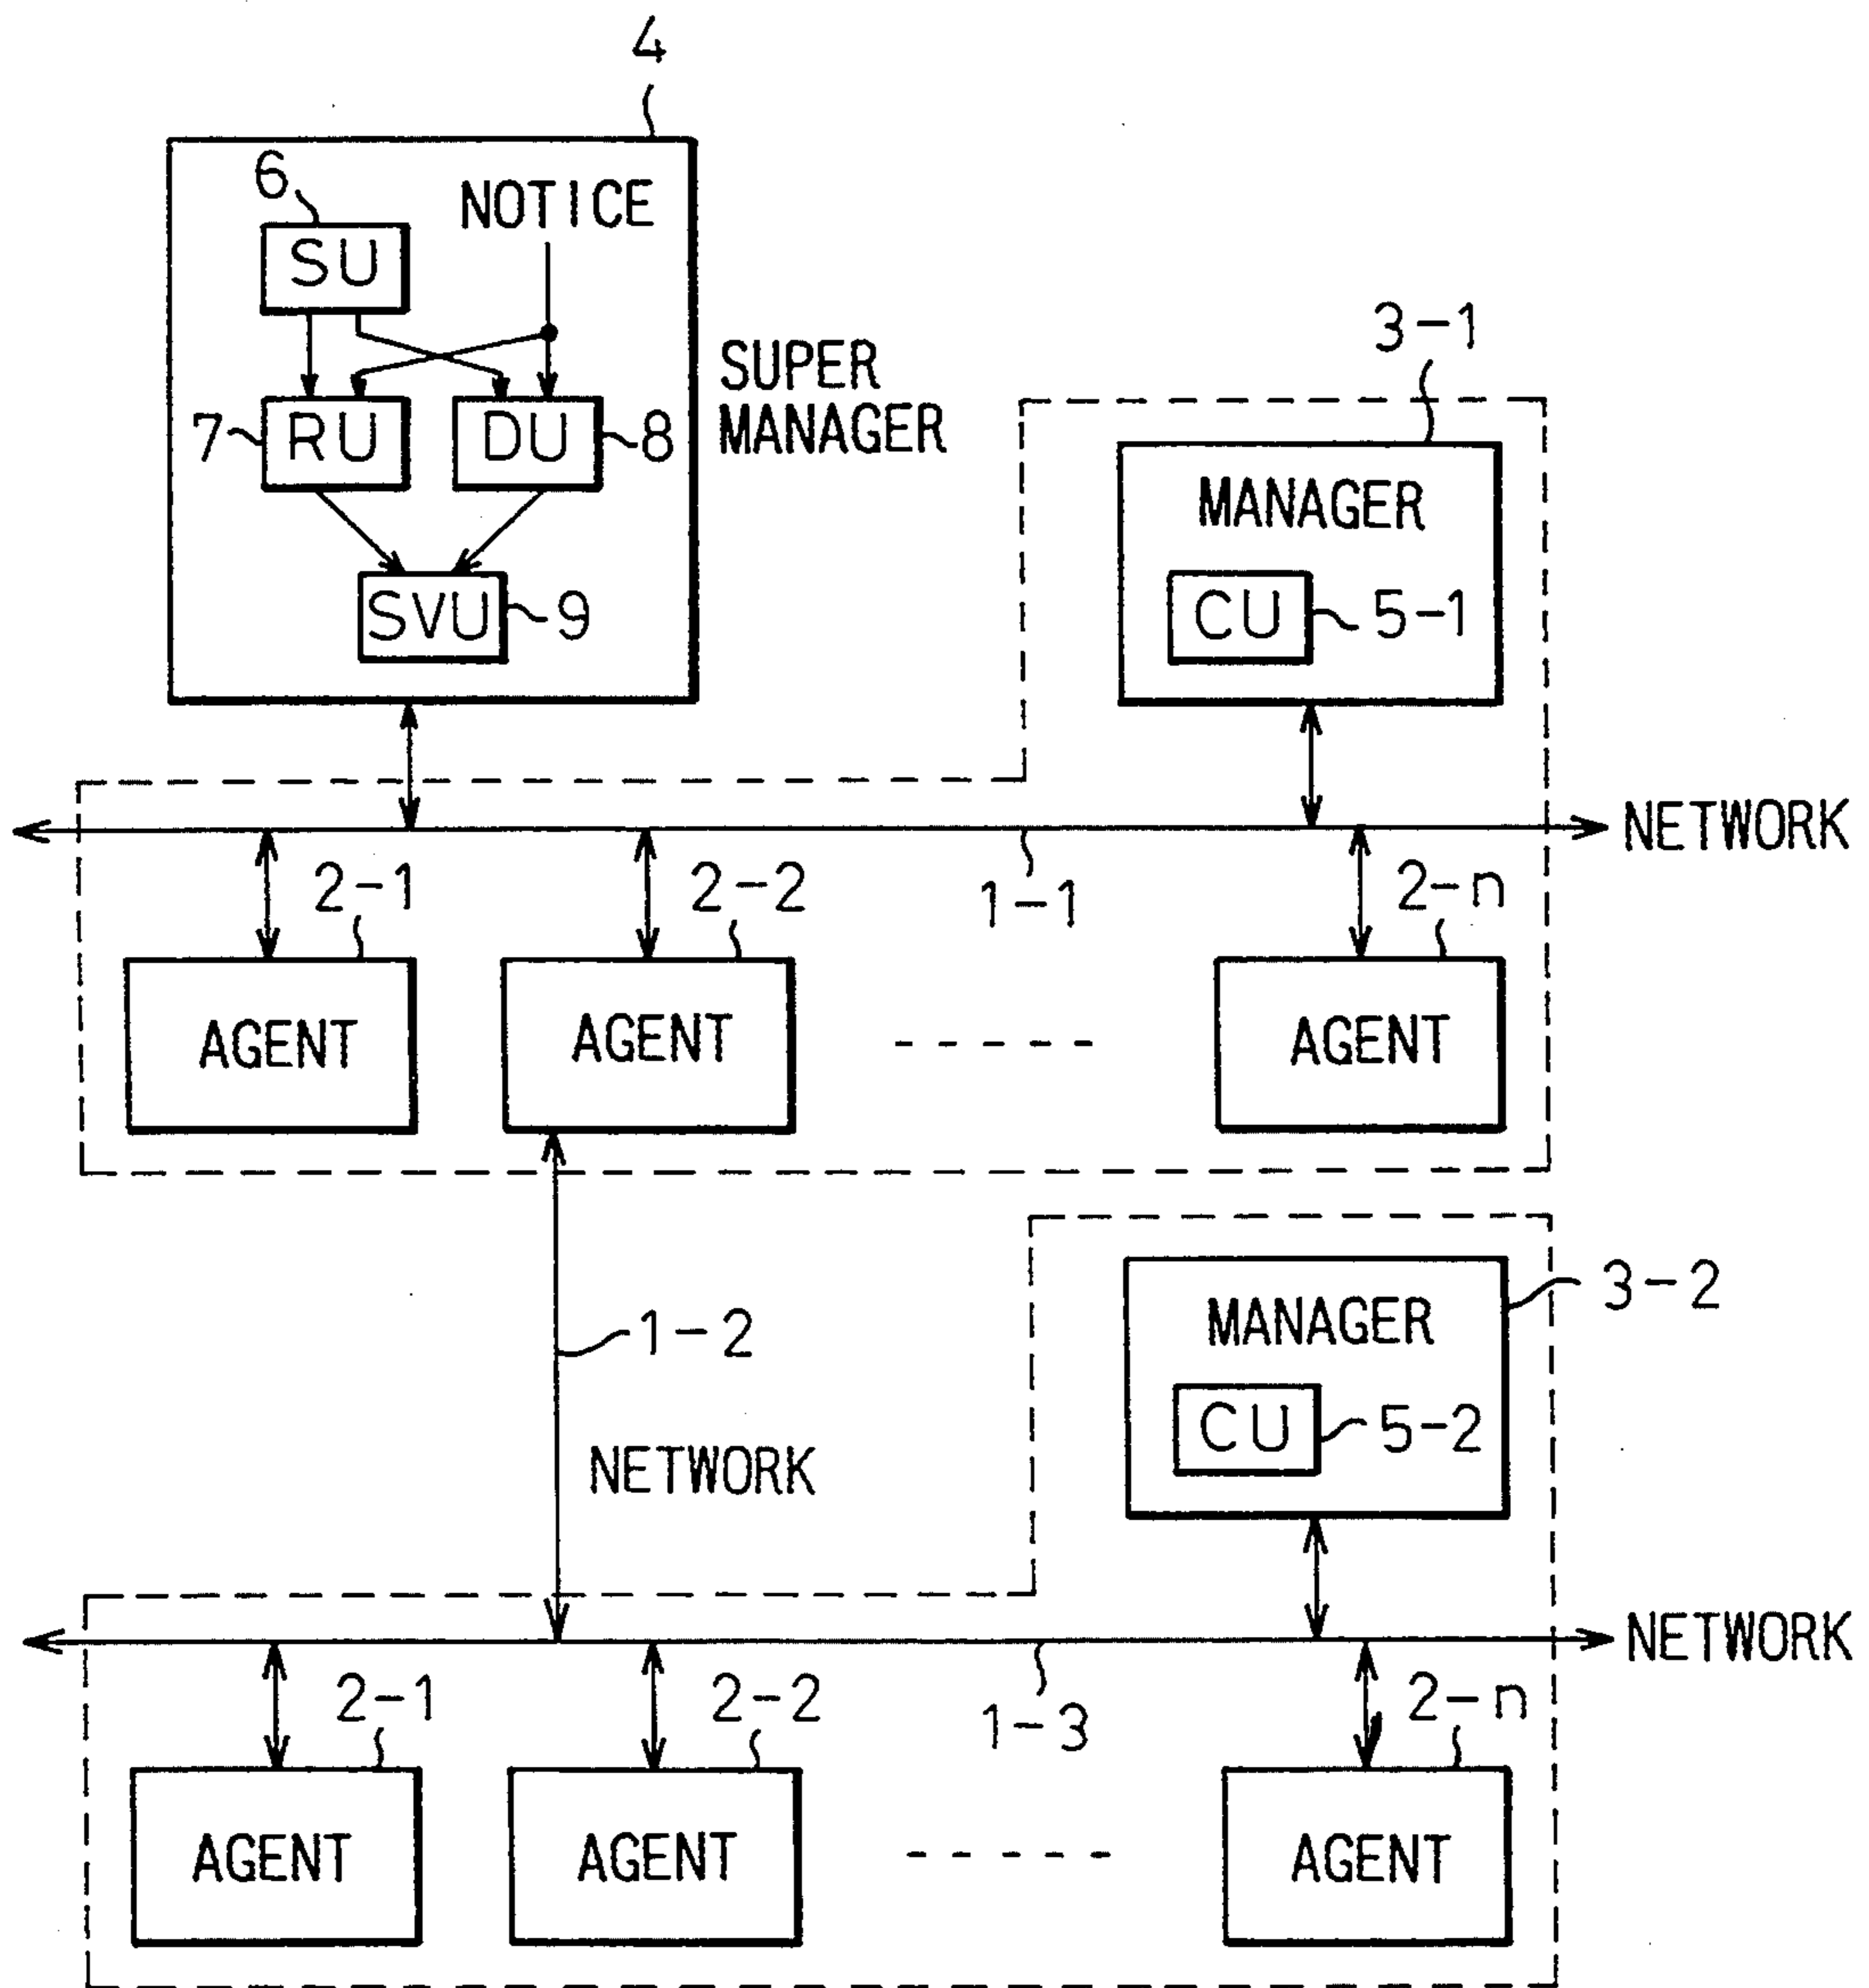 4
6
NOTICE
SU
3-1
SUPER
MANAGER
7
RU
DU
8
MANAGER
SVU
9
CU
5-1
NETWORK
2-1
2-2
1-1
2-n
AGENT
AGENT
- - - - - -
AGENT
3-2
MANAGER
1-2
CU
5-2
NETWORK
NETWORK
2-1
2-2
1-3
2-n
AGENT
AGENT
- - - - - -
AGENT